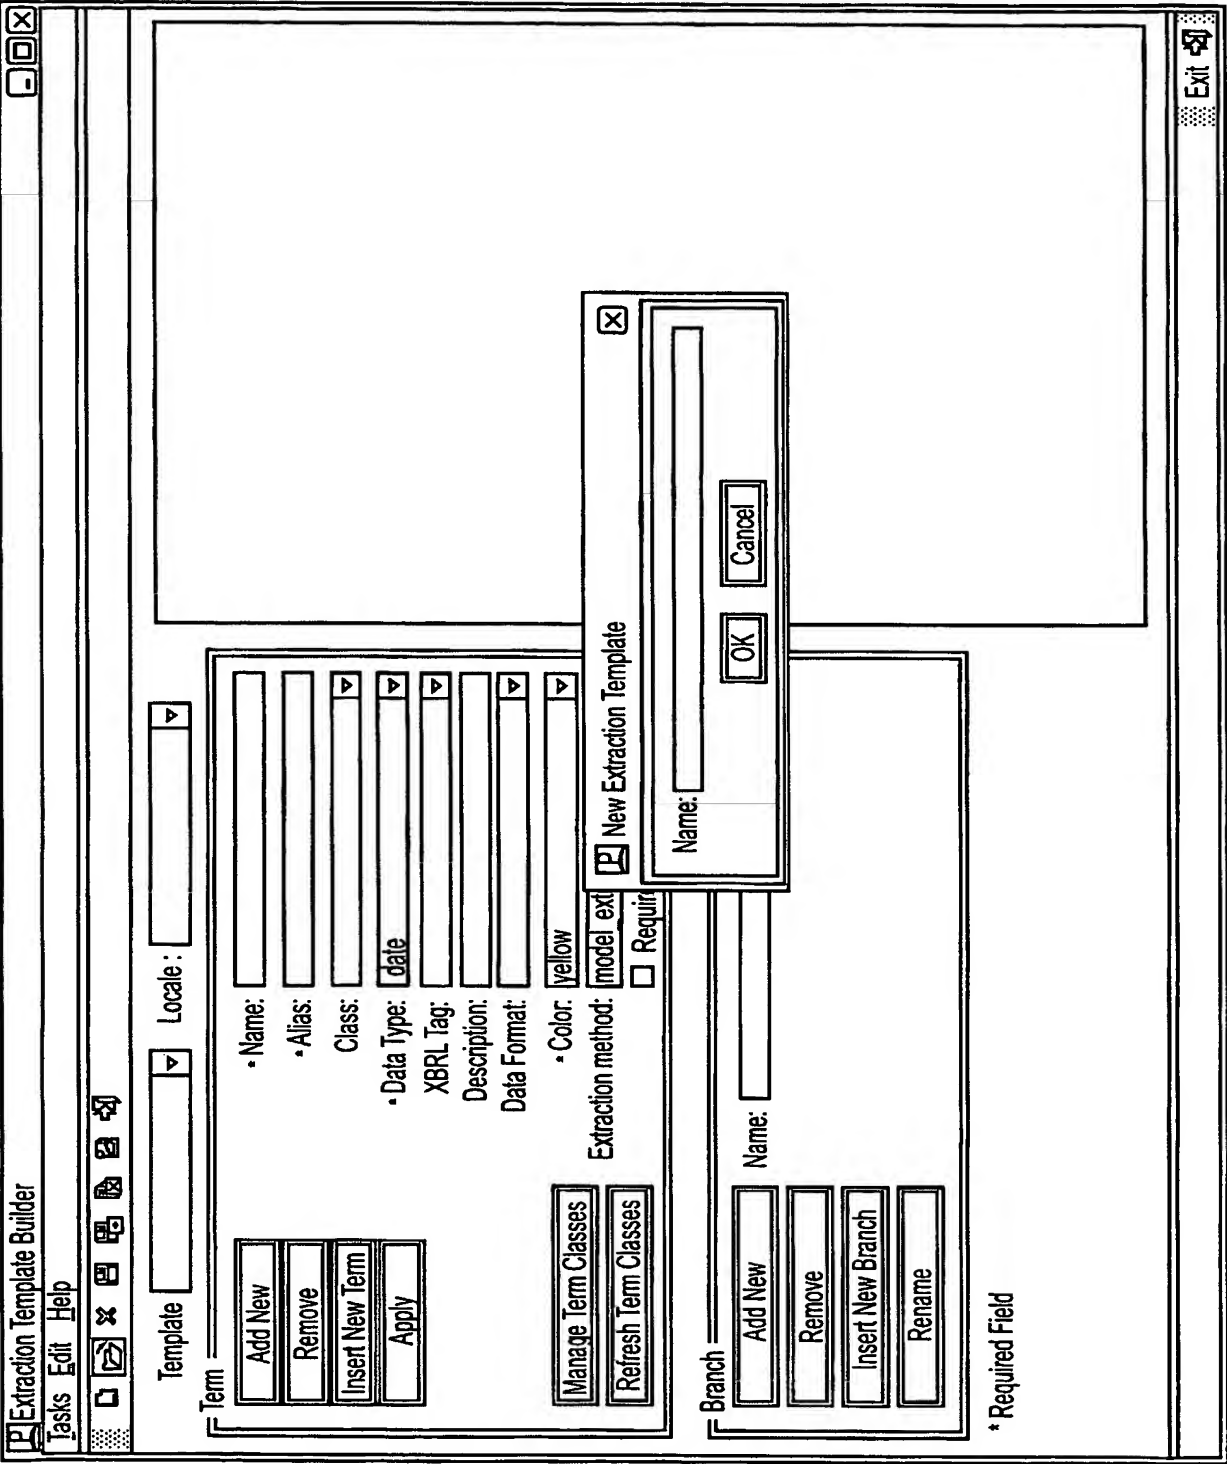 Extraction Template Builder
Tasks Edit Help
Template Locale :
Term
Add New
Remove
Insert New Term
Apply
* Name:
* Alias:
Class:
* Data Type: date
XBRL Tag:
Description:
Data Format:
* Color: yellow
Manage Term Classes
Extraction method: model ext
Refresh Term Classes
Requir
New Extraction Template
Name:
OK Cancel
Branch
Add New
Name:
Remove
Insert New Branch
Rename
* Required Field
Exit